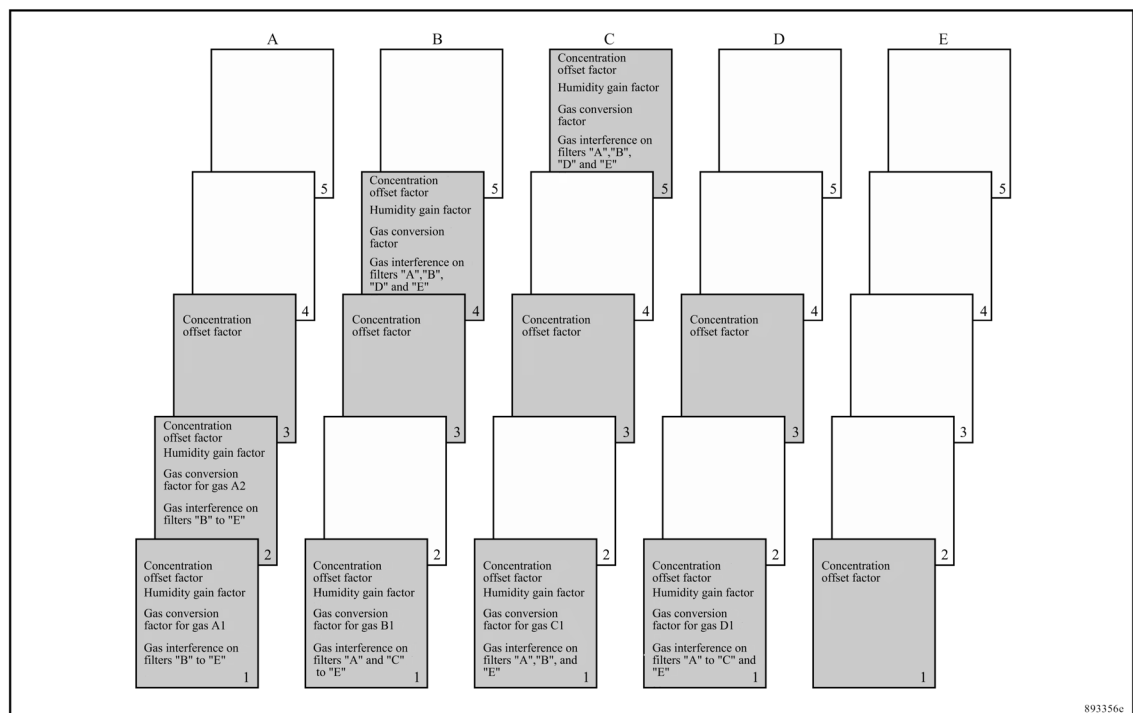 A B C D E
Concentration
offset factor
Humidity gain factor
Gas conversion
factor
Gas interference on
filters "A","B",
"D" and "E"
5 5 5 5 5
Concentration
offset factor
Humidity gain factor
Gas conversion
factor
Gas interference on
filters "A","B",
"D" and "E"
4 4 4 4 4
Concentration
offset factor
Concentration
offset factor
Concentration
offset factor
Concentration
offset factor
3 3 3 3 3
Concentration
offset factor
Humidity gain factor
Gas conversion
factor for gas A2
Gas interference on
filters "B" to "E"
2 2 2 2 2
Concentration
offset factor
Humidity gain factor
Gas conversion
factor for gas A1
Gas interference on
filters "B" to "E"
1
Concentration
offset factor
Humidity gain factor
Gas conversion
factor for gas B1
Gas interference on
filters "A" and "C"
to "E"
1
Concentration
offset factor
Humidity gain factor
Gas conversion
factor for gas C1
Gas interference on
filters "A","B", and
"E"
1
Concentration
offset factor
Humidity gain factor
Gas conversion
factor for gas D1
Gas interference on
filters "A" to "C" and
"E"
1
Concentration
offset factor
1
893356e